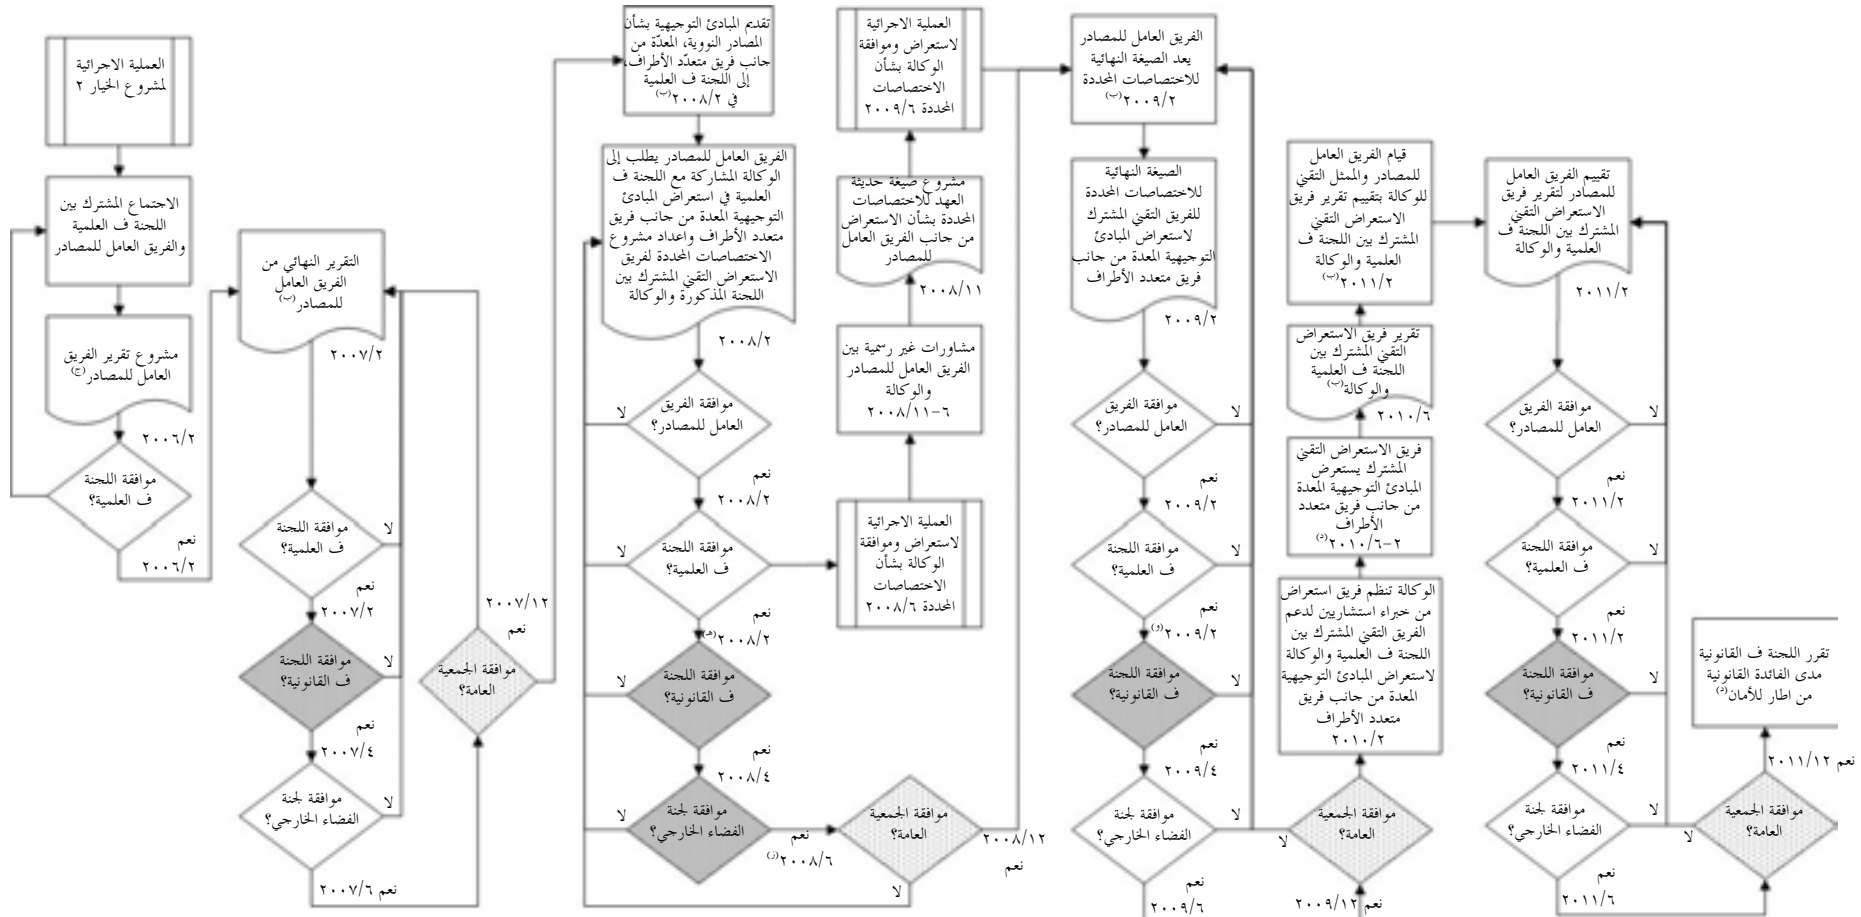 العملية الاجرائية
لمشروع الخيار ٢
الاجتماع المشترك بين
اللجنة ف العلمية
والفريق العامل للمصادر
مشروع تقرير الفريق
العامل للمصادر(ج)
٢٠٠٦/٢
موافقة اللجنة
ف العلمية؟
نعم
٢٠٠٦/٢
التقرير النهائي من
الفريق العامل
للمصادر(ب)
٢٠٠٧/٢
موافقة اللجنة
ف العلمية؟
لا
نعم
٢٠٠٧/٢
موافقة اللجنة
ف القانونية؟
لا
نعم
٢٠٠٧/٤
موافقة لجنة
الفضاء الخارجي؟
لا
نعم ٢٠٠٧/٦
موافقة الجمعية
العامة؟
٢٠٠٧/١٢
نعم
تقديم المبادئ التوجيهية بشأن
المصادر النووية، المعدّة من
جانب فريق متعدّد الأطراف،
إلى اللجنة ف العلمية
في ٢٠٠٨/٢(ب)
الفريق العامل للمصادر يطلب إلى
الوكالة المشاركة مع اللجنة ف
العلمية في استعراض المبادئ
التوجيهية المعدة من جانب فريق
متعدد الأطراف واعداد مشروع
الاختصاصات المحددة لفريق
الاستعراض التقني المشترك بين
اللجنة المذكورة والوكالة
٢٠٠٨/٢
موافقة الفريق
العامل للمصادر؟
لا
نعم
٢٠٠٨/٢
موافقة اللجنة
ف العلمية؟
لا
نعم
٢٠٠٨/٢(هـ)
موافقة اللجنة
ف القانونية؟
لا
نعم
٢٠٠٨/٤
موافقة لجنة
الفضاء الخارجي؟
لا
نعم
٢٠٠٨/٦(ز)
العملية الاجرائية
لاستعراض وموافقة
الوكالة بشأن
الاختصاصات
المحددة ٢٠٠٩/٦
مشروع صيغة حديثة
العهد للاختصاصات
المحددة بشأن الاستعراض
من جانب الفريق العامل
للمصادر
٢٠٠٨/١١
مشاورات غير رسمية بين
الفريق العامل للمصادر
والوكالة
٦-٢٠٠٨/١١
العملية الاجرائية
لاستعراض وموافقة
الوكالة بشأن
الاختصاصات
المحددة ٢٠٠٨/٦
موافقة الجمعية
العامة؟
لا
٢٠٠٨/١٢
نعم
الفريق العامل للمصادر
يعد الصيغة النهائية
للاختصاصات المحددة
٢٠٠٩/٢(ب)
الصيغة النهائية
للاختصاصات المحددة
للفريق التقني المشترك
لاستعراض المبادئ
التوجيهية المعدة من جانب
فريق متعدد الأطراف
٢٠٠٩/٢
موافقة الفريق
العامل للمصادر؟
لا
نعم
٢٠٠٩/٢
موافقة اللجنة
ف العلمية؟
لا
نعم
٢٠٠٩/٢(و)
موافقة اللجنة
ف القانونية؟
لا
نعم
٢٠٠٩/٤
موافقة لجنة
الفضاء الخارجي؟
لا
نعم
٢٠٠٩/٦
قيام الفريق العامل
للمصادر والممثل التقني
للوكالة بتقييم تقرير فريق
الاستعراض التقني
المشترك بين اللجنة ف
العلمية والوكالة
٢٠١١/٢(ب)
تقرير فريق الاستعراض
التقني المشترك بين
اللجنة ف العلمية
والوكالة(ب)
٢٠١٠/٦
فريق الاستعراض التقني
المشترك يستعرض
المبادئ التوجيهية المعدة
من جانب فريق متعدد
الأطراف
٢-٢٠١٠/٦(د)
الوكالة تنظم فريق استعراض
من خبراء استشاريين لدعم
الفريق التقني المشترك بين
اللجنة ف العلمية والوكالة
لاستعراض المبادئ التوجيهية
المعدة من جانب فريق
متعدد الأطراف
٢٠١٠/٢
موافقة الجمعية
العامة؟
نعم ٢٠٠٩/١٢
تقييم الفريق العامل
للمصادر لتقرير فريق
الاستعراض التقني
المشترك بين اللجنة ف
العلمية والوكالة
٢٠١١/٢
موافقة الفريق
العامل للمصادر؟
لا
نعم
٢٠١١/٢
موافقة اللجنة
ف العلمية؟
لا
نعم
٢٠١١/٢
موافقة اللجنة
ف القانونية؟
لا
نعم
٢٠١١/٤
موافقة لجنة
الفضاء الخارجي؟
لا
نعم
٢٠١١/٦
تقرر اللجنة ف القانونية
مدى الفائدة القانونية
من اطار للأمان(د)
نعم ٢٠١١/١٢
موافقة الجمعية
العامة؟
لا